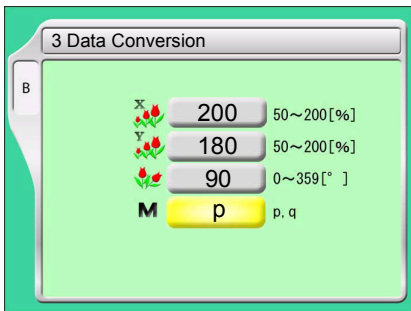 3 Data Conversion
B
X 200 50~200[%]
Y 180 50~200[%]
90 0~359[° ]
M p p, q